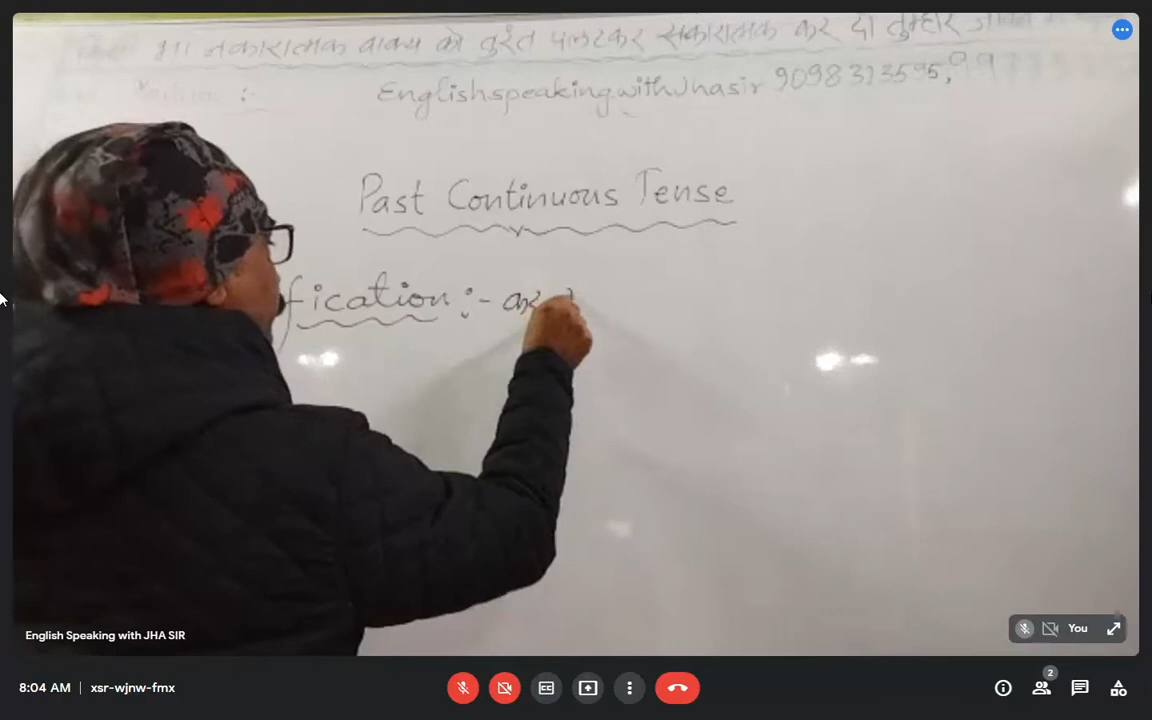 नकारात्मक वाक्य को तुरंत पलटकर सकारात्मक कर दो तुम्हारे
EnglishspeakingwithJhasir 9098313595,
Past Continuous Tense
fication :-
English Speaking with JHA SIR
You
8:04 AM | xsr-wjnw-fmx
2